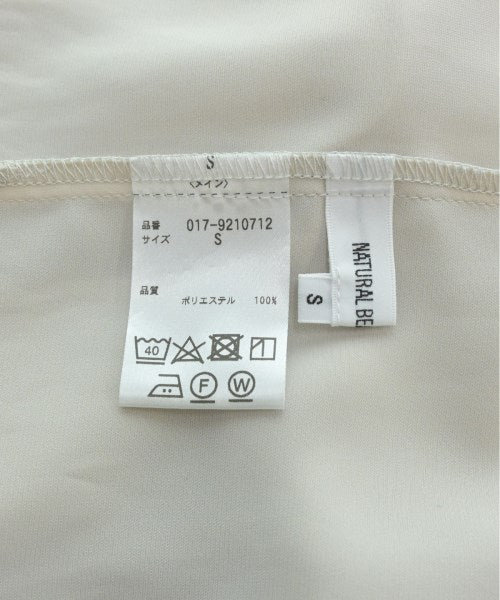 S
〈メイン〉
品番 017-9210712
サイズ S
品質
ポリエステル 100%
40
F W
S
NATURAL BE